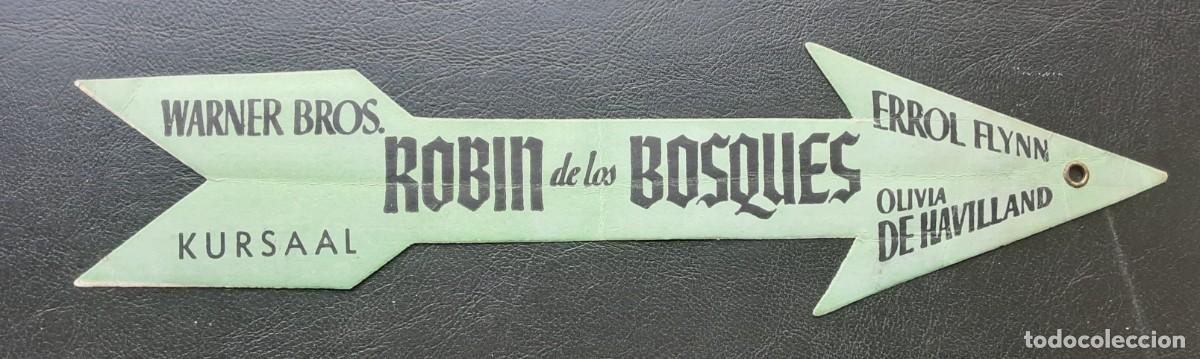 WARNER BROS.
KURSAAL
ROBIN de los BOSQUES
ERROL FLYNN
OLIVIA
DE HAVILLAND
todocoleccion